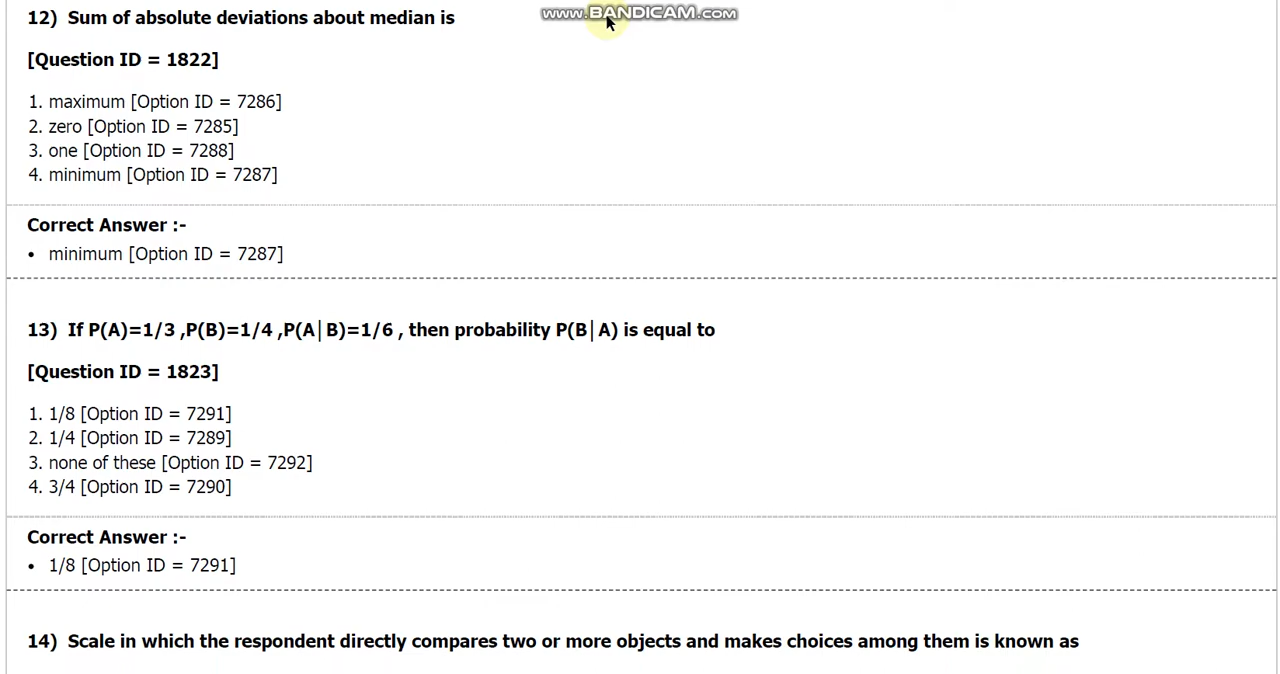 www.BANDICAM.com
12) Sum of absolute deviations about median is
[Question ID = 1822]
1. maximum [Option ID = 7286]
2. zero [Option ID = 7285]
3. one [Option ID = 7288]
4. minimum [Option ID = 7287]
Correct Answer :-
• minimum [Option ID = 7287]
13) If P(A)=1/3 ,P(B)=1/4 ,P(A|B)=1/6 , then probability P(B|A) is equal to
[Question ID = 1823]
1. 1/8 [Option ID = 7291]
2. 1/4 [Option ID = 7289]
3. none of these [Option ID = 7292]
4. 3/4 [Option ID = 7290]
Correct Answer :-
• 1/8 [Option ID = 7291]
14) Scale in which the respondent directly compares two or more objects and makes choices among them is known as